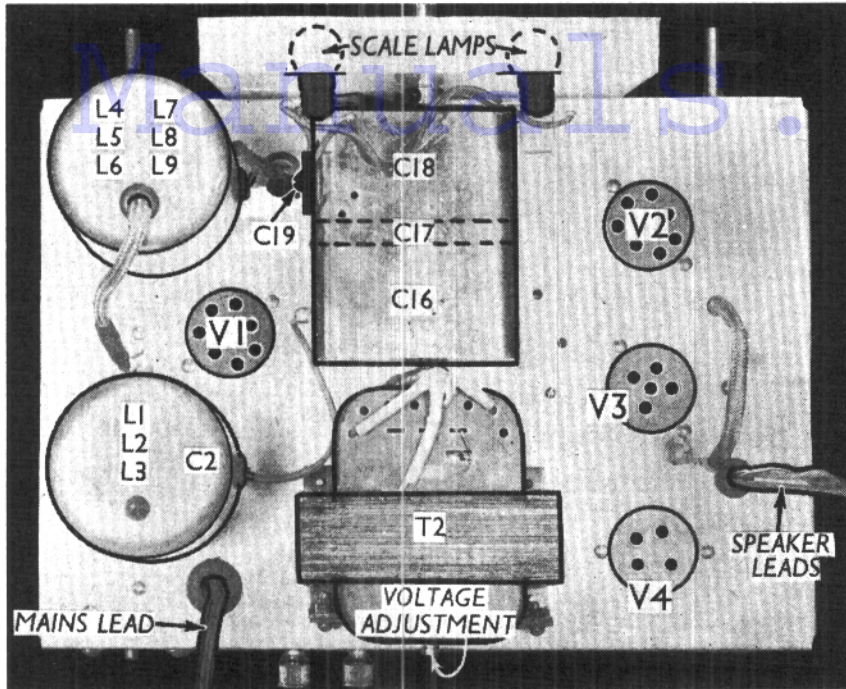 SCALE LAMPS
Manuals.
L4 L7
L5 L8
L6 L9
C18
C19
C17
C16
V2
V1
V3
L1
L2
L3
C2
T2
SPEAKER
LEADS
V4
MAINS LEAD
VOLTAGE
ADJUSTMENT